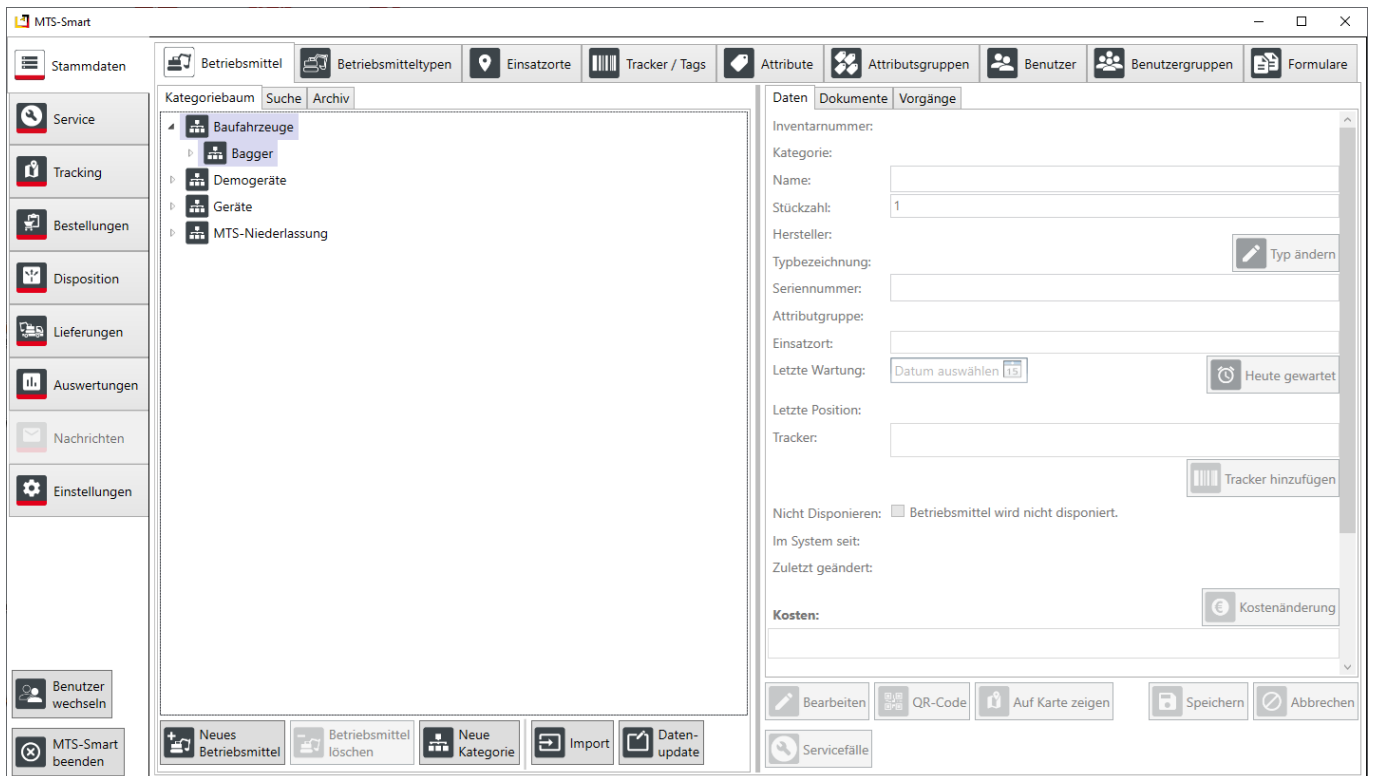 MTS-Smart
Stammdaten
Service
Tracking
Bestellungen
Disposition
Lieferungen
Auswertungen
Nachrichten
Einstellungen
Benutzer
wechseln
MTS-Smart
beenden
Betriebsmittel
Betriebsmitteltypen
Einsatzorte
Tracker / Tags
Attribute
Attributsgruppen
Benutzer
Benutzergruppen
Formulare
Kategoriebaum
Suche
Archiv
Baufahrzeuge
Bagger
Demogeräte
Geräte
MTS-Niederlassung
Neues
Betriebsmittel
Betriebsmittel
löschen
Neue
Kategorie
Import
Daten-
update
Daten
Dokumente
Vorgänge
Inventarnummer:
Kategorie:
Name:
Stückzahl: 1
Hersteller:
Typ ändern
Typbezeichnung:
Seriennummer:
Attributgruppe:
Einsatzort:
Letzte Wartung: Datum auswählen 15 Heute gewartet
Letzte Position:
Tracker:
Tracker hinzufügen
Nicht Disponieren: Betriebsmittel wird nicht disponiert.
Im System seit:
Zuletzt geändert:
Kostenänderung
Kosten:
Bearbeiten
QR-Code
Auf Karte zeigen
Speichern
Abbrechen
Servicefälle